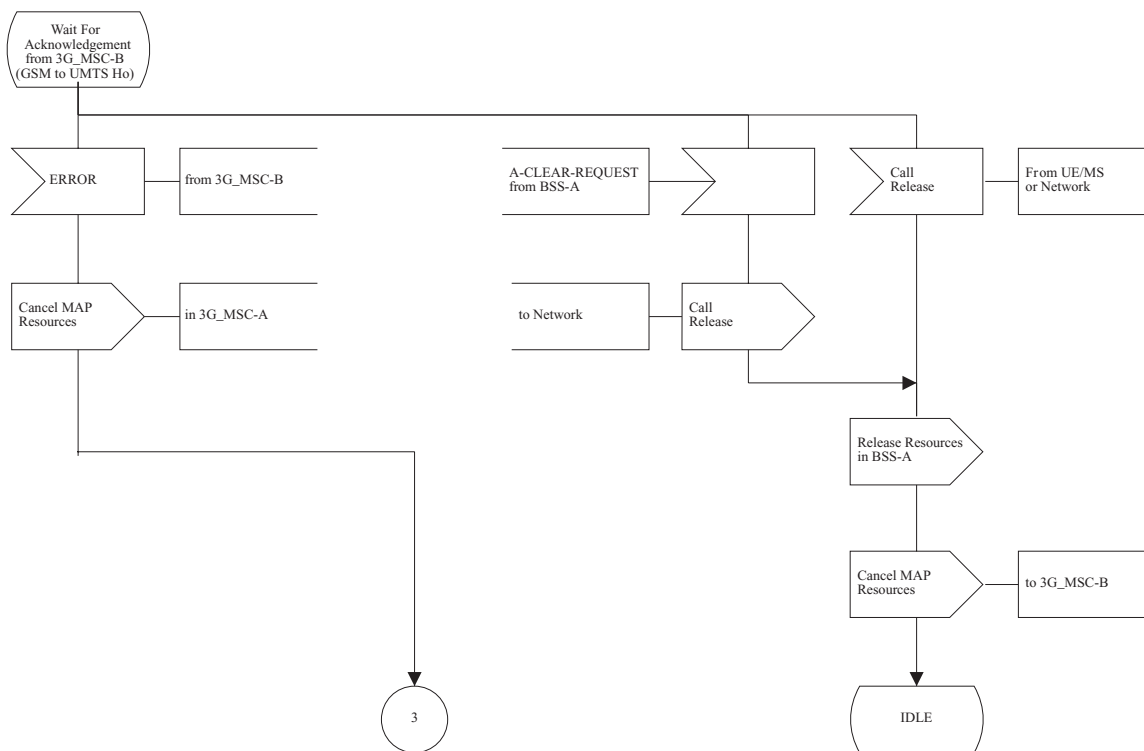 Wait For
Acknowledgement
from 3G_MSC-B
(GSM to UMTS Ho)
ERROR
from 3G_MSC-B
A-CLEAR-REQUEST
from BSS-A
Call
Release
From UE/MS
or Network
Cancel MAP
Resources
in 3G_MSC-A
to Network
Call
Release
Release Resources
in BSS-A
Cancel MAP
Resources
to 3G_MSC-B
3
IDLE